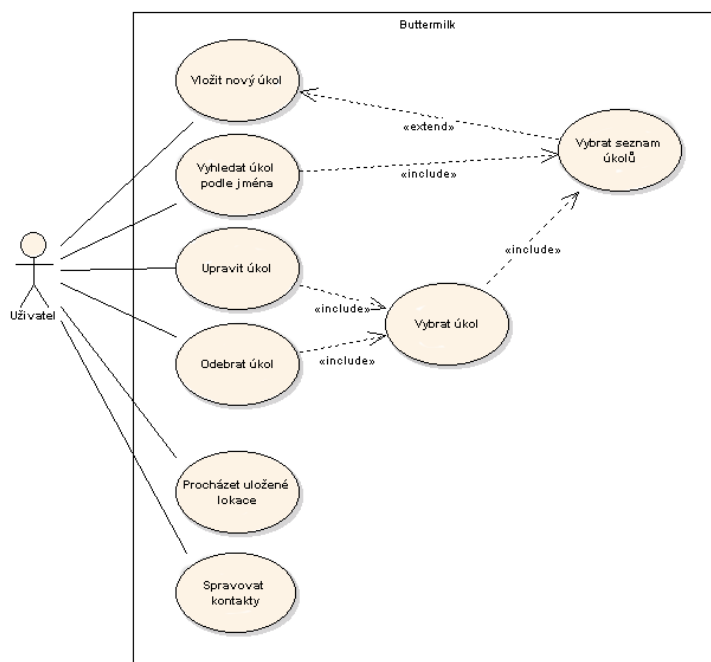 Buttermilk
Vložit nový úkol
«extend»
Vybrat seznam
úkolů
Vyhledat úkol
podle jména
«include»
Upravit úkol
«include»
Uživatel
«include»
Vybrat úkol
Odebrat úkol
«include»
Procházet uložené
lokace
Spravovat
kontakty